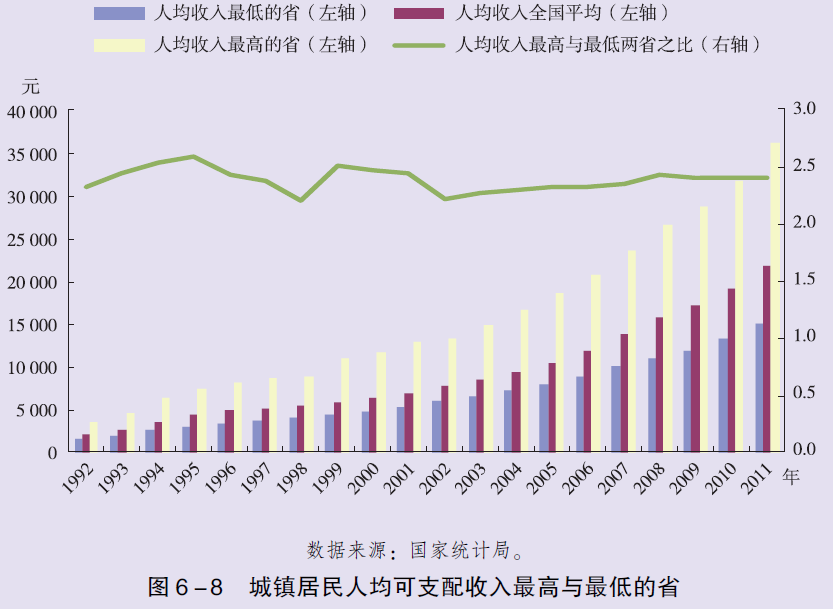 人均收入最低的省（左轴） 人均收入全国平均（左轴）
人均收入最高的省（左轴） 人均收入最高与最低两省之比（右轴）
元
40 000 3.0
35 000 2.5
30 000 2.0
25 000 1.5
20 000 1.0
15 000 0.5
10 000 0.0
5 000
0
1992 1993 1994 1995 1996 1997 1998 1999 2000 2001 2002 2003 2004 2005 2006 2007 2008 2009 2010 2011 年
数据来源：国家统计局。
图 6－8 城镇居民人均可支配收入最高与最低的省